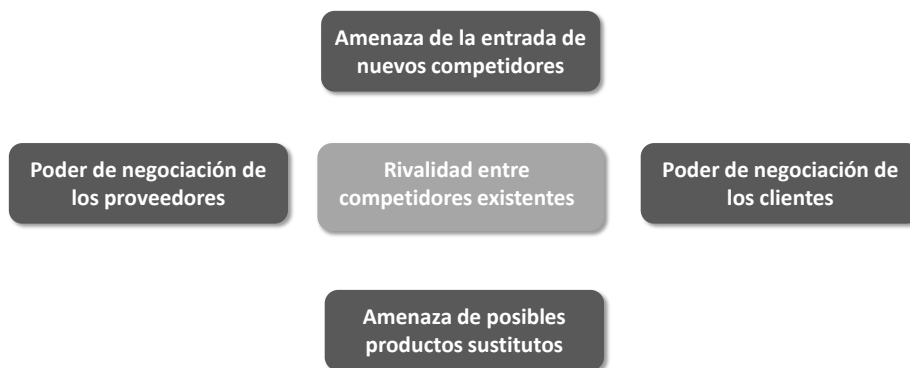 Amenaza de la entrada de
nuevos competidores
Poder de negociación de
los proveedores
Rivalidad entre
competidores existentes
Poder de negociación de
los clientes
Amenaza de posibles
productos sustitutos